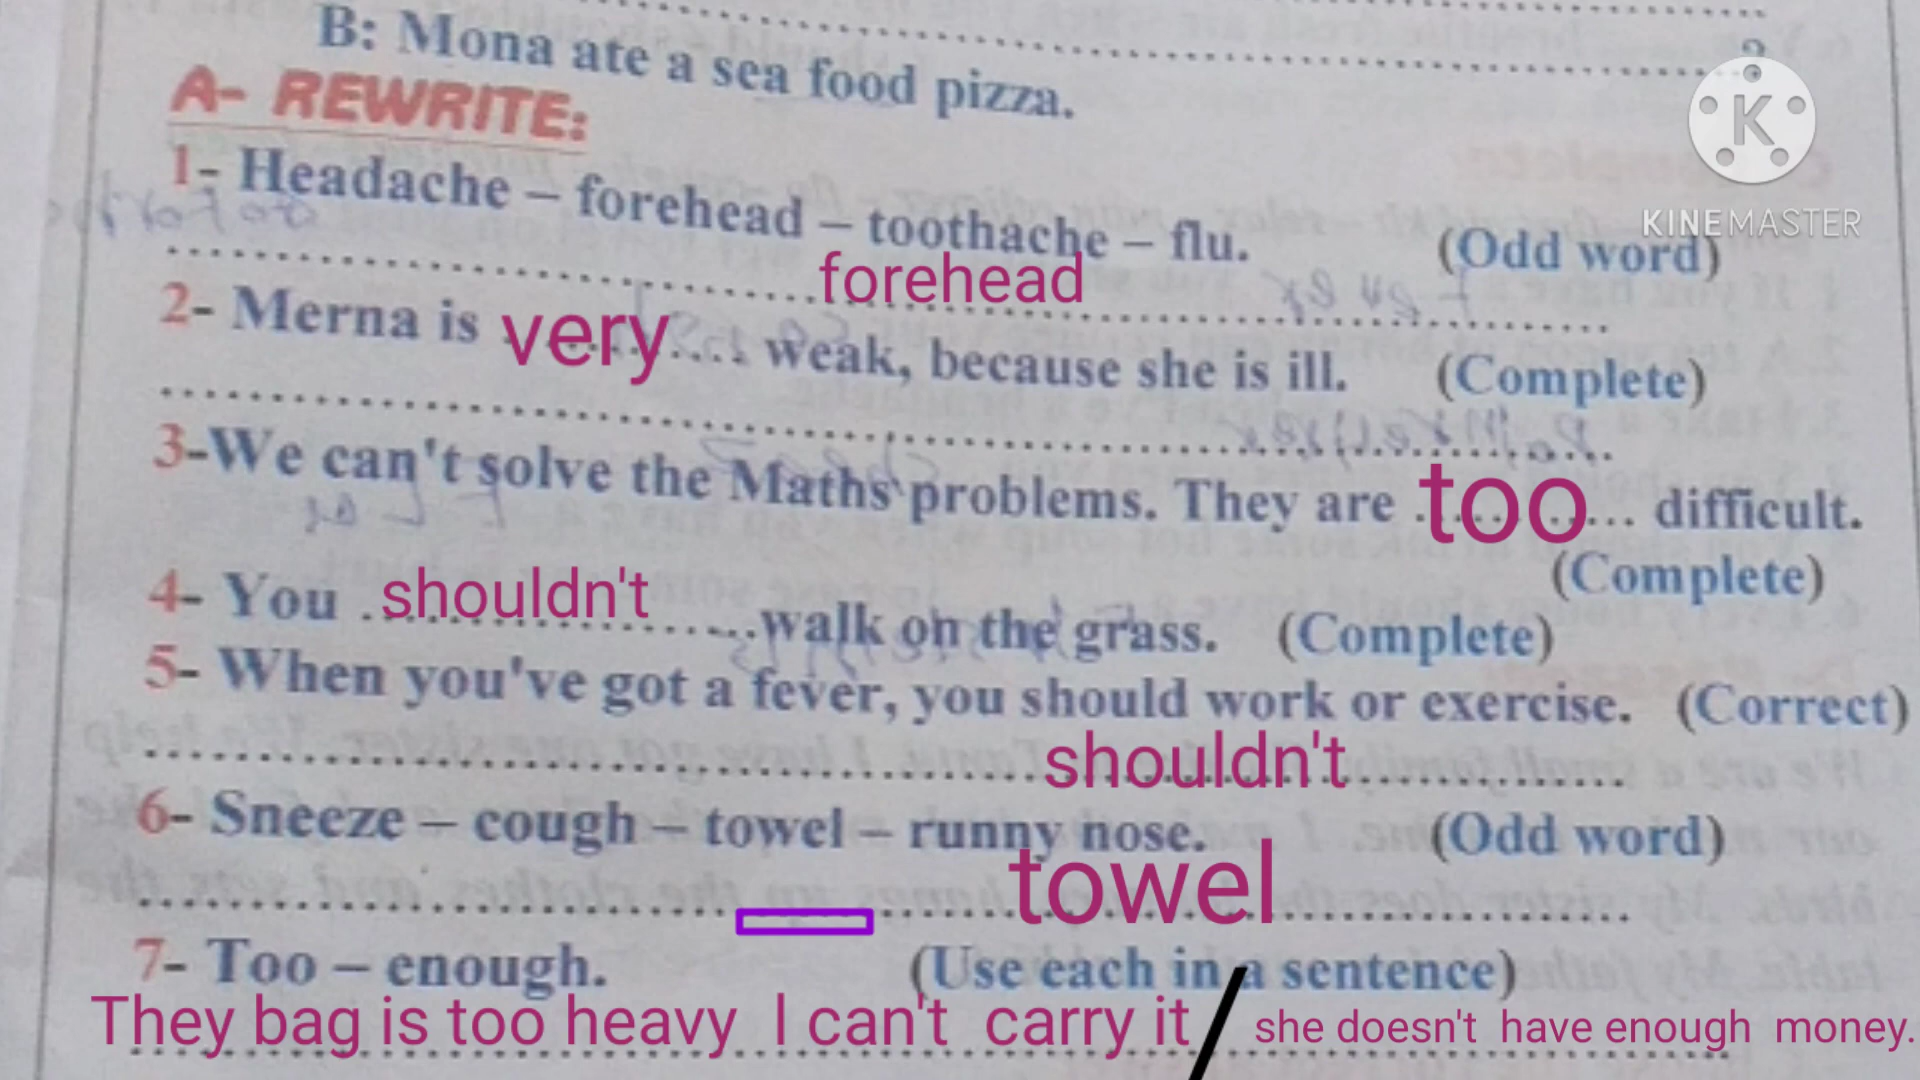 B: Mona ate a sea food pizza.
A- REWRITE:
1- Headache – forehead – toothache – flu. (Odd word)
forehead
2- Merna is very weak, because she is ill. (Complete)
3-We can't solve the Maths problems. They are too difficult.
(Complete)
4- You shouldn't walk on the grass. (Complete)
5- When you've got a fever, you should work or exercise. (Correct)
shouldn't
6- Sneeze – cough – towel – runny nose. (Odd word)
towel
7- Too – enough. (Use each in a sentence)
They bag is too heavy I can't carry it / she doesn't have enough money.
K
KINEMASTER